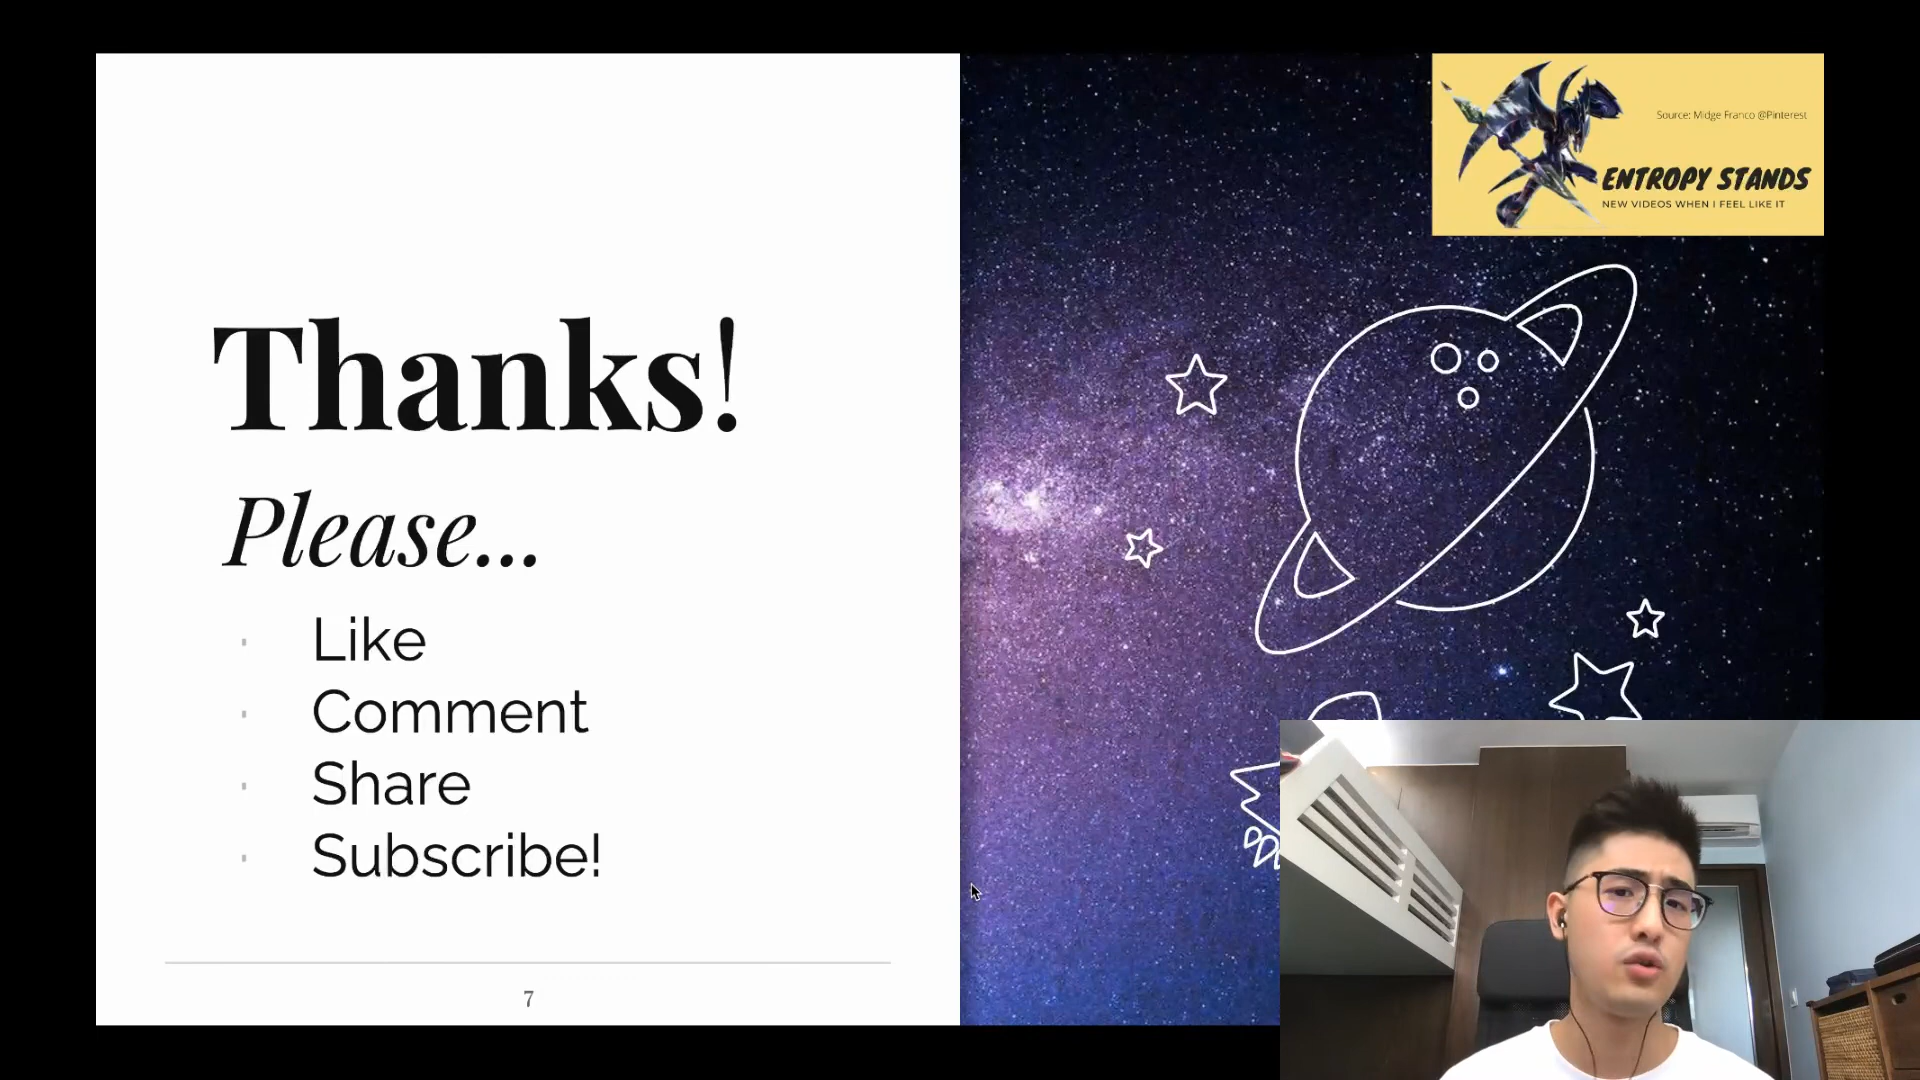 Thanks!
Please...
Like
Comment
Share
Subscribe!
7
Source: Midge Franco @Pinterest
ENTROPY STANDS
NEW VIDEOS WHEN I FEEL LIKE IT